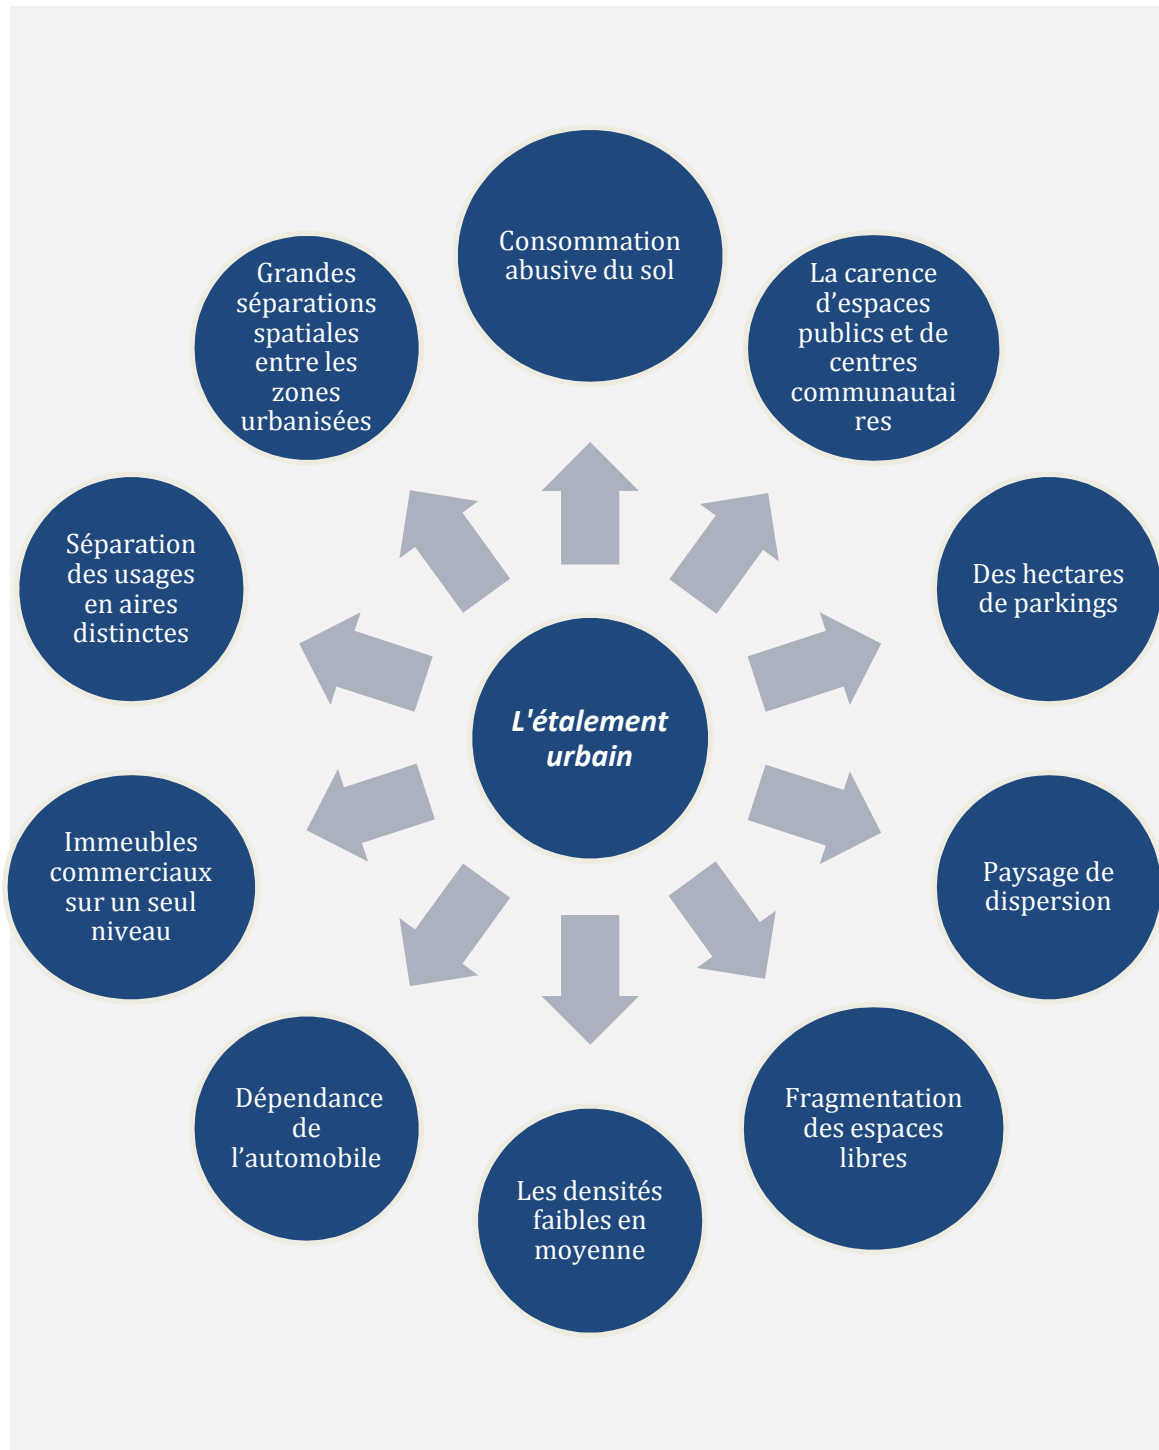 Consommation
abusive du sol
La carence
d’espaces
publics et de
centres
communautai
res
Des hectares
de parkings
Paysage de
dispersion
Fragmentation
des espaces
libres
Les densités
faibles en
moyenne
Dépendance
de
l’automobile
Immeubles
commerciaux
sur un seul
niveau
Séparation
des usages
en aires
distinctes
Grandes
séparations
spatiales
entre les
zones
urbanisées
L'étalement
urbain